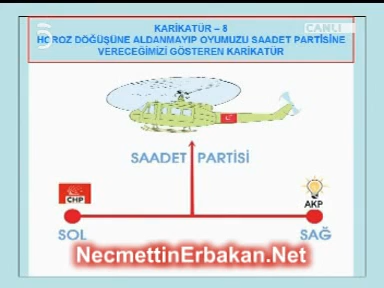 CANLI
KARİKATÜR – 5
HOROZ DÖĞÜŞÜNE ALDANMAYIP OYUMUZU SAADET PARTİSİNE
VERECEĞİMİZİ GÖSTEREN KARİKATÜR
SAADET PARTİSİ
CHP
AKP
SOL
SAĞ
NecmettinErbakan.Net